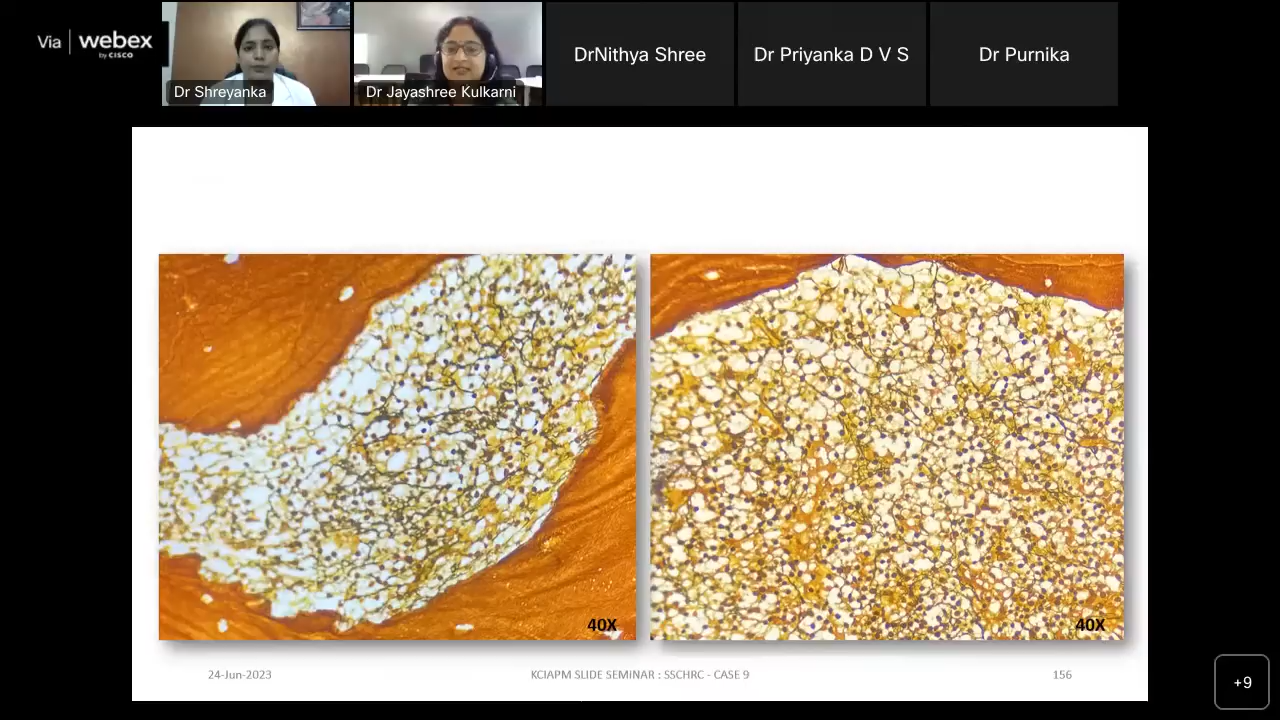 Via webex
by CISCO
Dr Shreyanka
Dr Jayashree Kulkarni
DrNithya Shree
Dr Priyanka D V S
Dr Purnika
40X
40X
24-Jun-2023
KCIAPM SLIDE SEMINAR : SSCHRC - CASE 9
156
+9